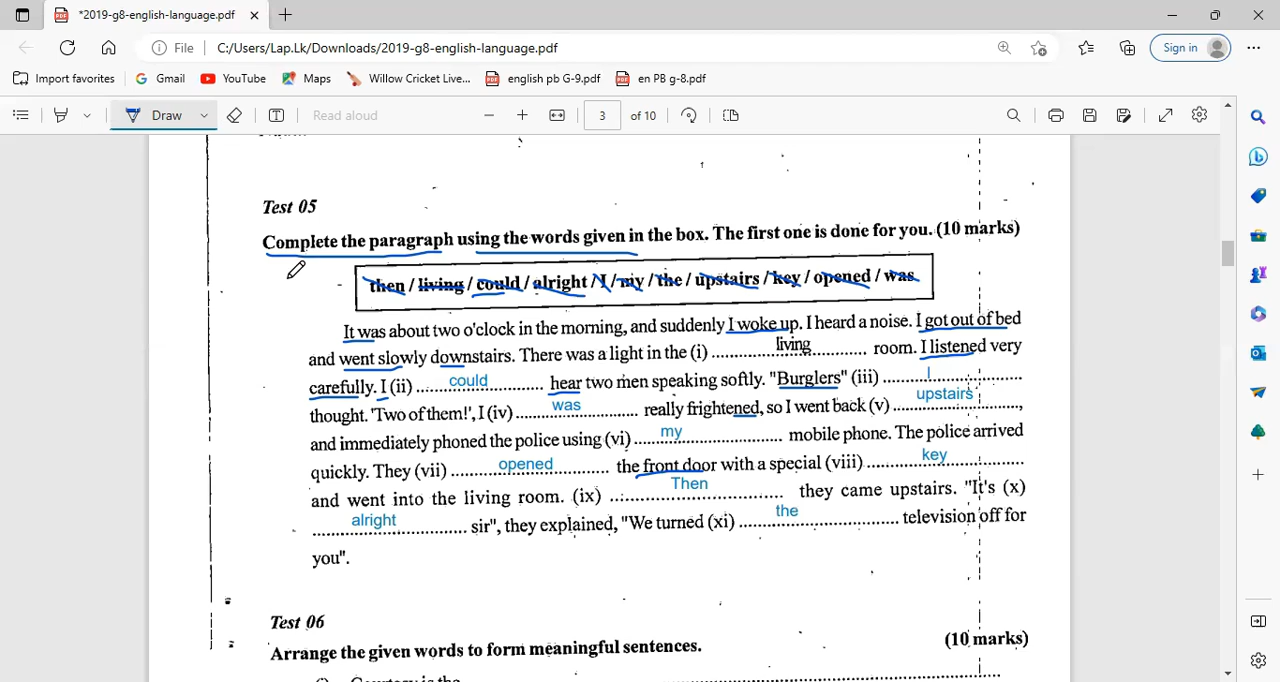 *2019-g8-english-language.pdf
File C:/Users/Lap.Lk/Downloads/2019-g8-english-language.pdf Sign in
Import favorites Gmail YouTube Maps Willow Cricket Live... english pb G-9.pdf en PB g-8.pdf
Draw Read aloud 3 of 10
Test 05
Complete the paragraph using the words given in the box. The first one is done for you. (10 marks)
then / living / could / alright / I / my / the / upstairs / key / opened / was
It was about two o'clock in the morning, and suddenly I woke up. I heard a noise. I got out of bed
and went slowly downstairs. There was a light in the (i) living room. I listened very
carefully. I (ii) could hear two men speaking softly. "Burglers" (iii) I
thought. 'Two of them!', I (iv) was really frightened, so I went back (v) upstairs,
and immediately phoned the police using (vi) my mobile phone. The police arrived
quickly. They (vii) opened the front door with a special (viii) key
and went into the living room. (ix) Then they came upstairs. "It's (x)
alright sir", they explained, "We turned (xi) the television off for
you".
Test 06
Arrange the given words to form meaningful sentences. (10 marks)
Courtesy is the